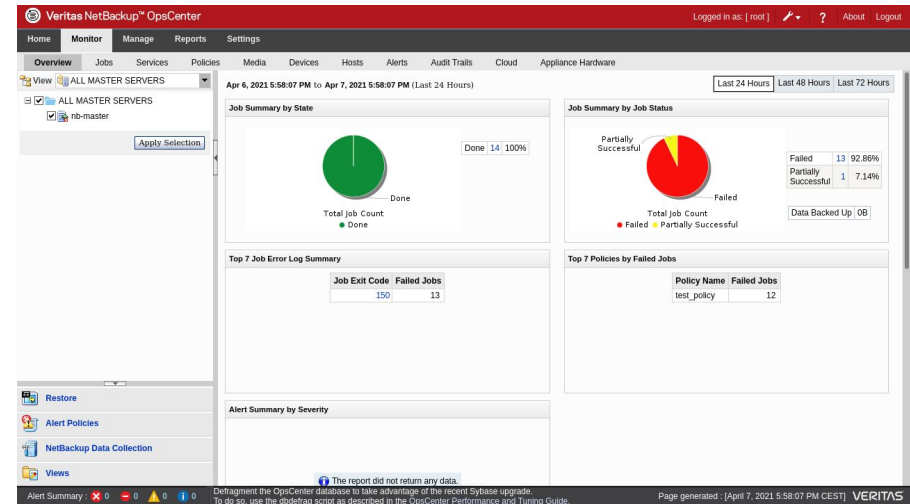 Veritas NetBackup™ OpsCenter
Logged in as: [ root ] ? About Logout
Home Monitor Manage Reports Settings
Overview Jobs Services Policies Media Devices Hosts Alerts Audit Trails Cloud Appliance Hardware
View ALL MASTER SERVERS
ALL MASTER SERVERS
nb-master
Apply Selection
Apr 6, 2021 5:58:07 PM to Apr 7, 2021 5:58:07 PM (Last 24 Hours)
Last 24 Hours Last 48 Hours Last 72 Hours
Job Summary by State
Done 14 100%
Done
Total Job Count
Done
Job Summary by Job Status
Partially
Successful
Failed
Failed 13 92.86%
Partially
Successful 1 7.14%
Data Backed Up 0B
Total Job Count
Failed Partially Successful
Top 7 Job Error Log Summary
Job Exit Code Failed Jobs
150 13
Top 7 Policies by Failed Jobs
Policy Name Failed Jobs
test_policy 12
Restore
Alert Policies
NetBackup Data Collection
Views
Alert Summary by Severity
The report did not return any data.
Alert Summary : 0 0 0 0
Defragment the OpsCenter database to take advantage of the recent Sybase upgrade.
To do so, use the dbdefrag script as described in the OpsCenter Performance and Tuning Guide.
Page generated : [April 7, 2021 5:58:07 PM CEST] VERITAS